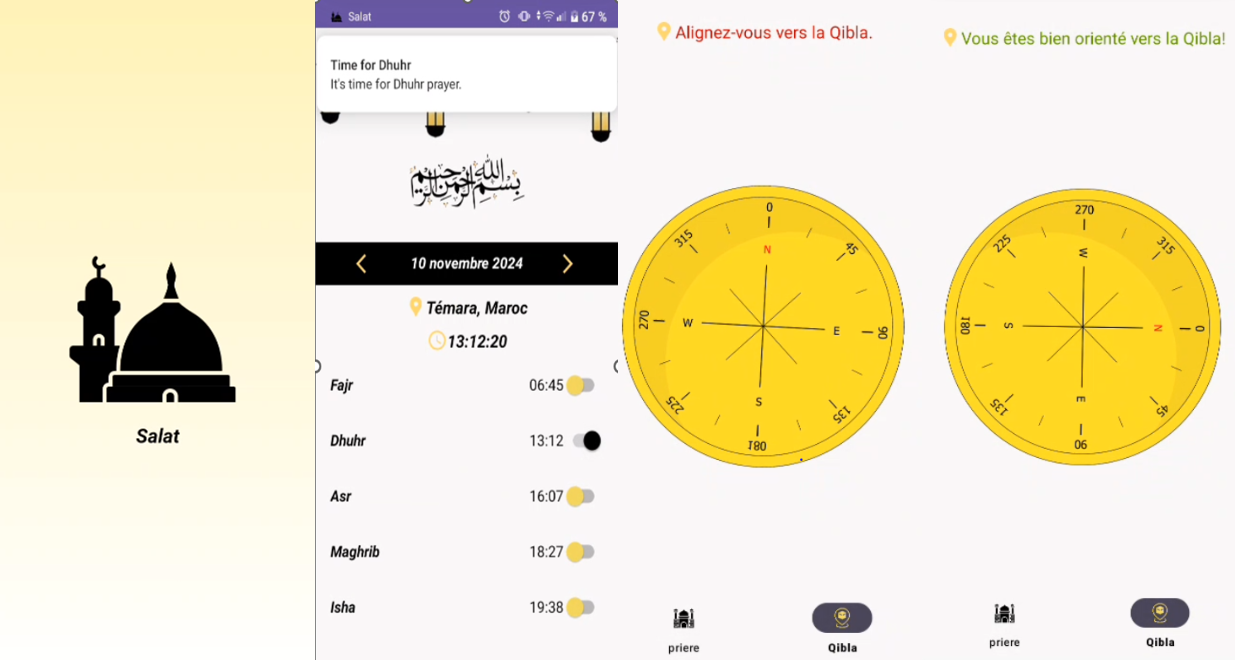 Salat
Salat
67 %
Time for Dhuhr
It's time for Dhuhr prayer.
بسم الله الرحمن الرحيم
10 novembre 2024
Témara, Maroc
13:12:20
Fajr 06:45
Dhuhr 13:12
Asr 16:07
Maghrib 18:27
Isha 19:38
Alignez-vous vers la Qibla.
0
315 45
N
270 W E 90
S
225 135
180
priere Qibla
Vous êtes bien orienté vers la Qibla!
270
225 315
W
180 S N 0
E
135 45
90
priere Qibla